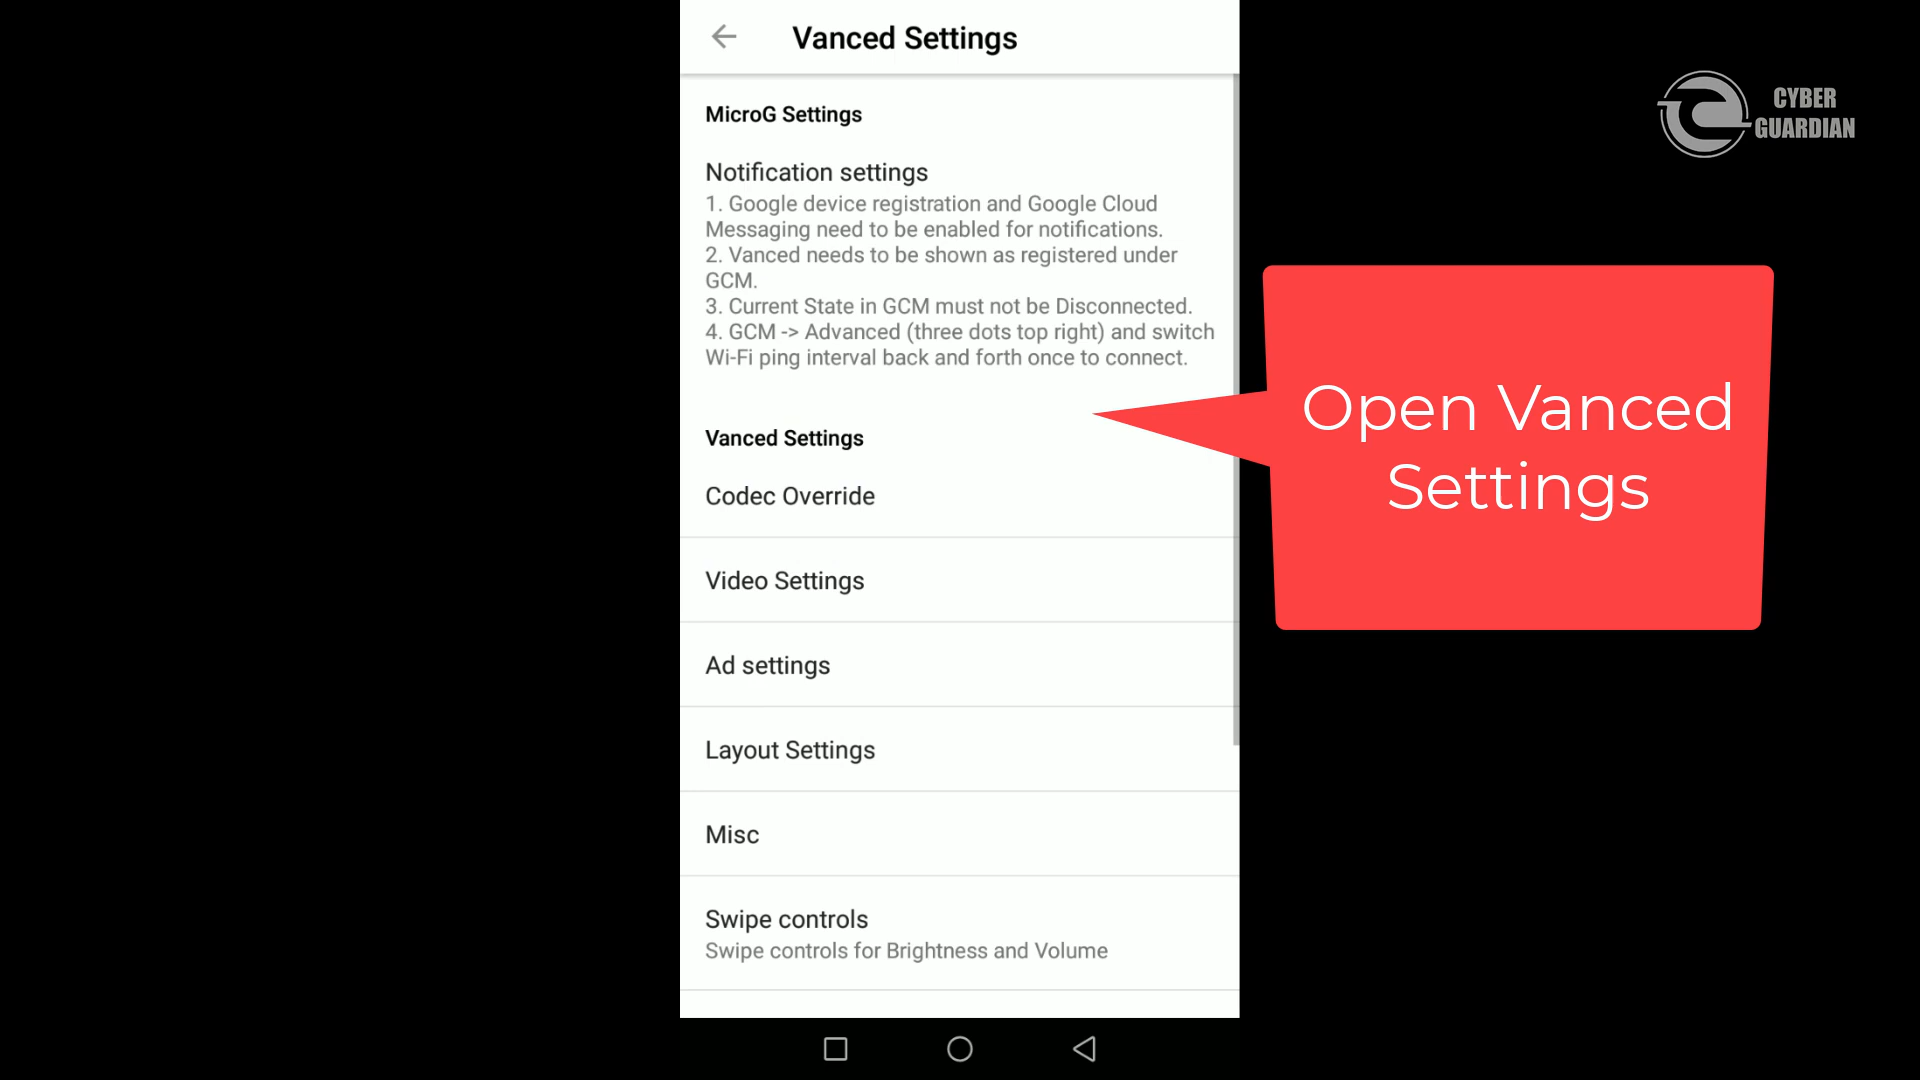 Vanced Settings
MicroG Settings
Notification settings
1. Google device registration and Google Cloud
Messaging need to be enabled for notifications.
2. Vanced needs to be shown as registered under
GCM.
3. Current State in GCM must not be Disconnected.
4. GCM -> Advanced (three dots top right) and switch
Wi-Fi ping interval back and forth once to connect.
Vanced Settings
Codec Override
Video Settings
Ad settings
Layout Settings
Misc
Swipe controls
Swipe controls for Brightness and Volume
CYBER
GUARDIAN
Open Vanced
Settings